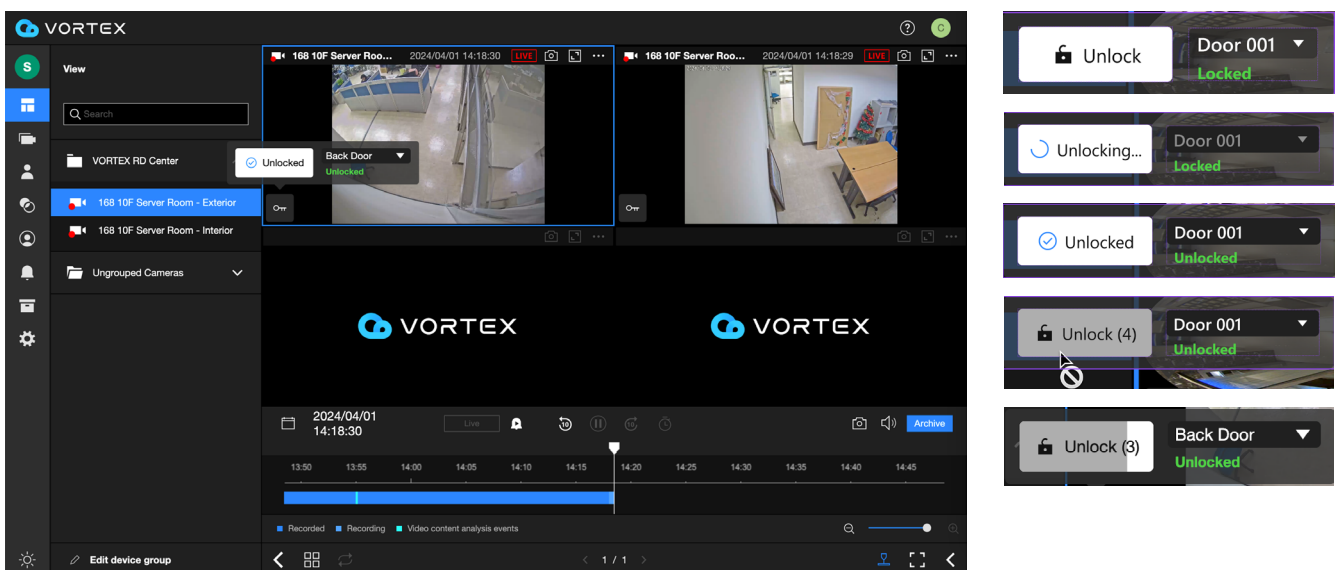 VORTEX
?
C
S
View
Search
VORTEX RD Center
168 10F Server Room - Exterior
168 10F Server Room - Interior
Ungrouped Cameras
Edit device group
168 10F Server Roo...
2024/04/01 14:18:30
LIVE
168 10F Server Roo...
2024/04/01 14:18:29
LIVE
Unlocked
Back Door
Unlocked
VORTEX
VORTEX
2024/04/01
14:18:30
Live
10
10
Archive
13:50 13:55 14:00 14:05 14:10 14:15 14:20 14:25 14:30 14:35 14:40 14:45
Recorded Recording Video content analysis events
1 / 1
Unlock
Door 001
Locked
Unlocking...
Door 001
Locked
Unlocked
Door 001
Unlocked
Unlock (4)
Door 001
Unlocked
Unlock (3)
Back Door
Unlocked